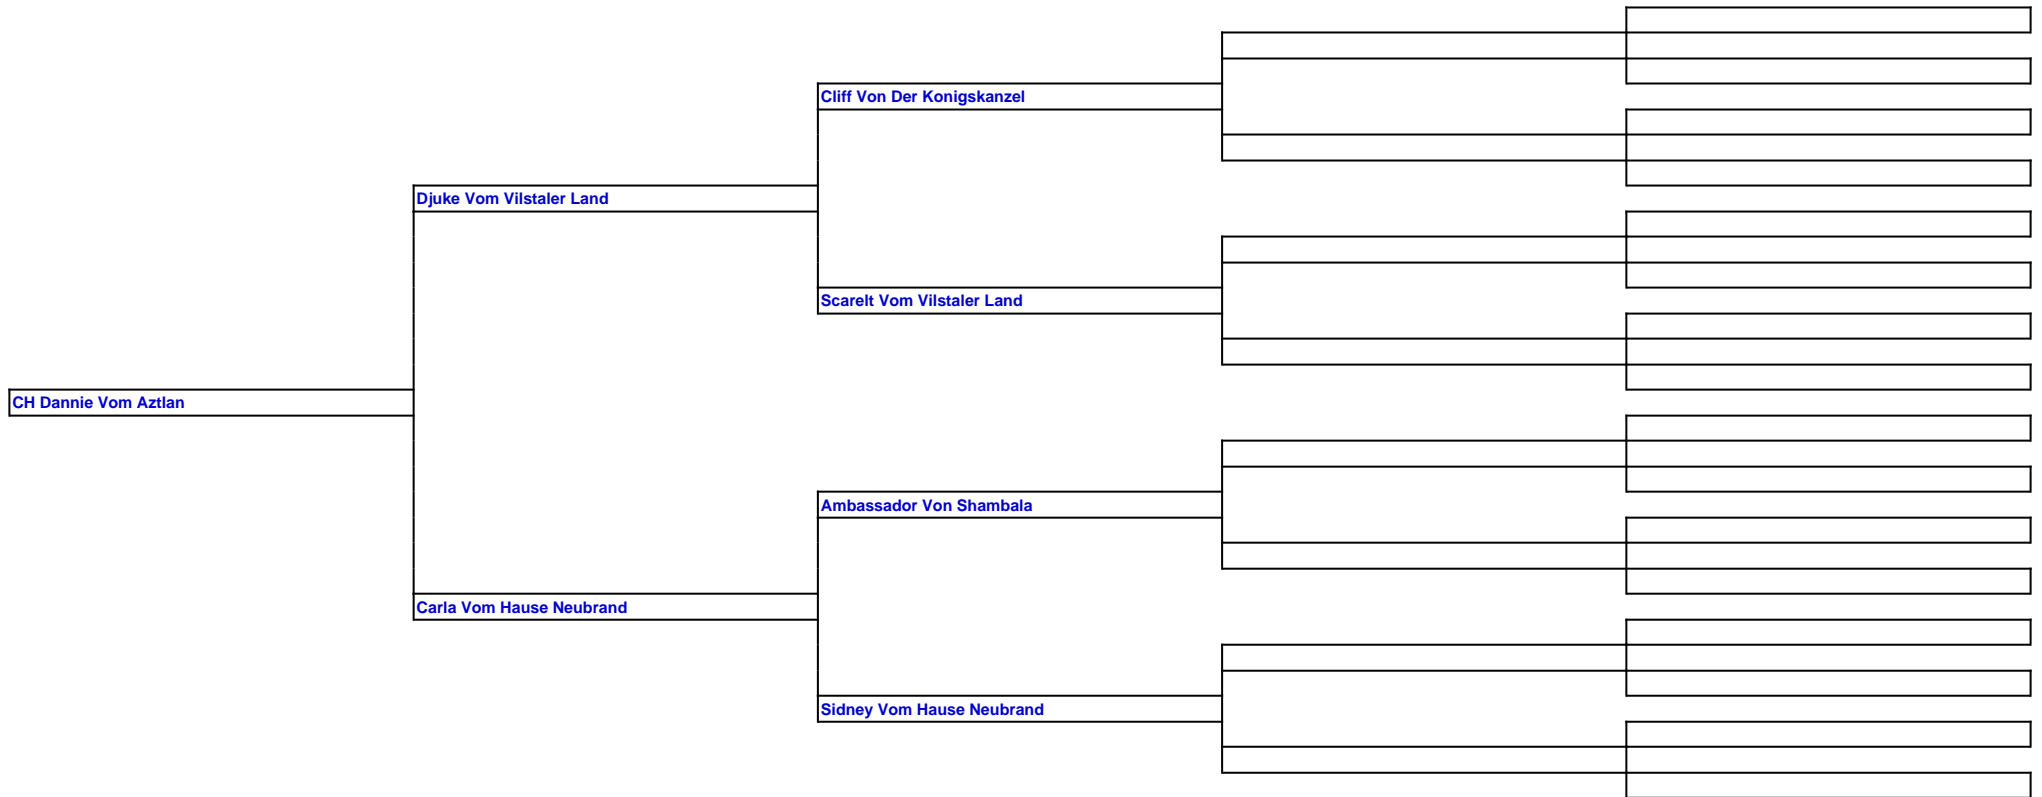 Cliff Von Der Konigskanzel
Djuke Vom Vilstaler Land
Scarelt Vom Vilstaler Land
CH Dannie Vom Aztlan
Ambassador Von Shambala
Carla Vom Hause Neubrand
Sidney Vom Hause Neubrand